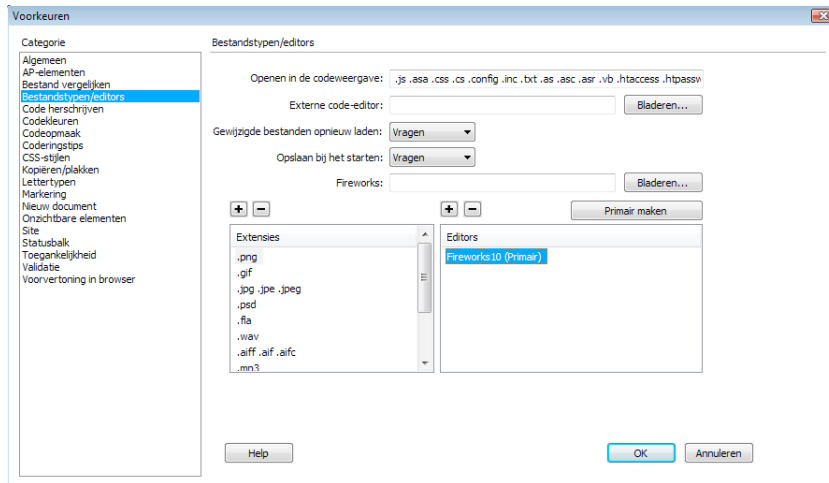 Voorkeuren
Categorie
Algemeen
AP-elementen
Bestand vergelijken
Bestandstypen/editors
Code herschrijven
Codekleuren
Codeopmaak
Coderingstips
CSS-stijlen
Kopiëren/plakken
Lettertypen
Markering
Nieuw document
Onzichtbare elementen
Site
Statusbalk
Toegankelijkheid
Validatie
Voorvertoning in browser
Bestandstypen/editors
Openen in de codeweergave: .js .asa .css .cs .config .inc .txt .as .asc .asr .vb .htaccess .htpassw
Externe code-editor: Bladeren...
Gewijzigde bestanden opnieuw laden: Vragen
Opslaan bij het starten: Vragen
Fireworks: Bladeren...
+ − + − Primair maken
Extensies
.png
.gif
.jpg .jpe .jpeg
.psd
.fla
.wav
.aiff .aif .aifc
.mp3
Editors
Fireworks10 (Primair)
Help OK Annuleren